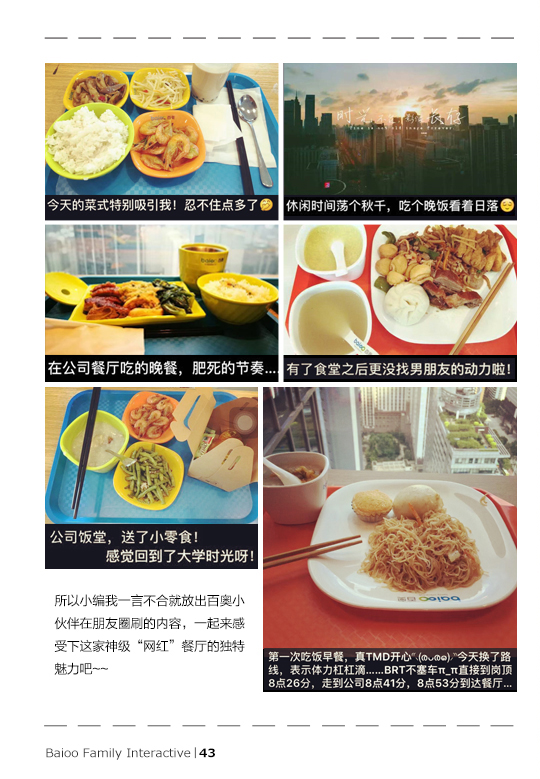 今天的菜式特别吸引我！忍不住点多了🤣
Time is not old image forever.
休闲时间荡个秋千，吃个晚饭看着日落😌
在公司餐厅吃的晚餐，肥死的节奏....
有了食堂之后更没找男朋友的动力啦！
公司饭堂，送了小零食！
感觉回到了大学时光呀！
baioo
第一次吃饭早餐，真TMD开心“.(ത‿ത๑).”今天换了路
线，表示体力杠杠滴……BRT不塞车π_π直接到岗顶
8点26分，走到公司8点41分，8点53分到达餐厅...
所以小编我一言不合就放出百奥小
伙伴在朋友圈刷的内容，一起来感
受下这家神级“网红”餐厅的独特
魅力吧~~
Baioo Family Interactive | 43